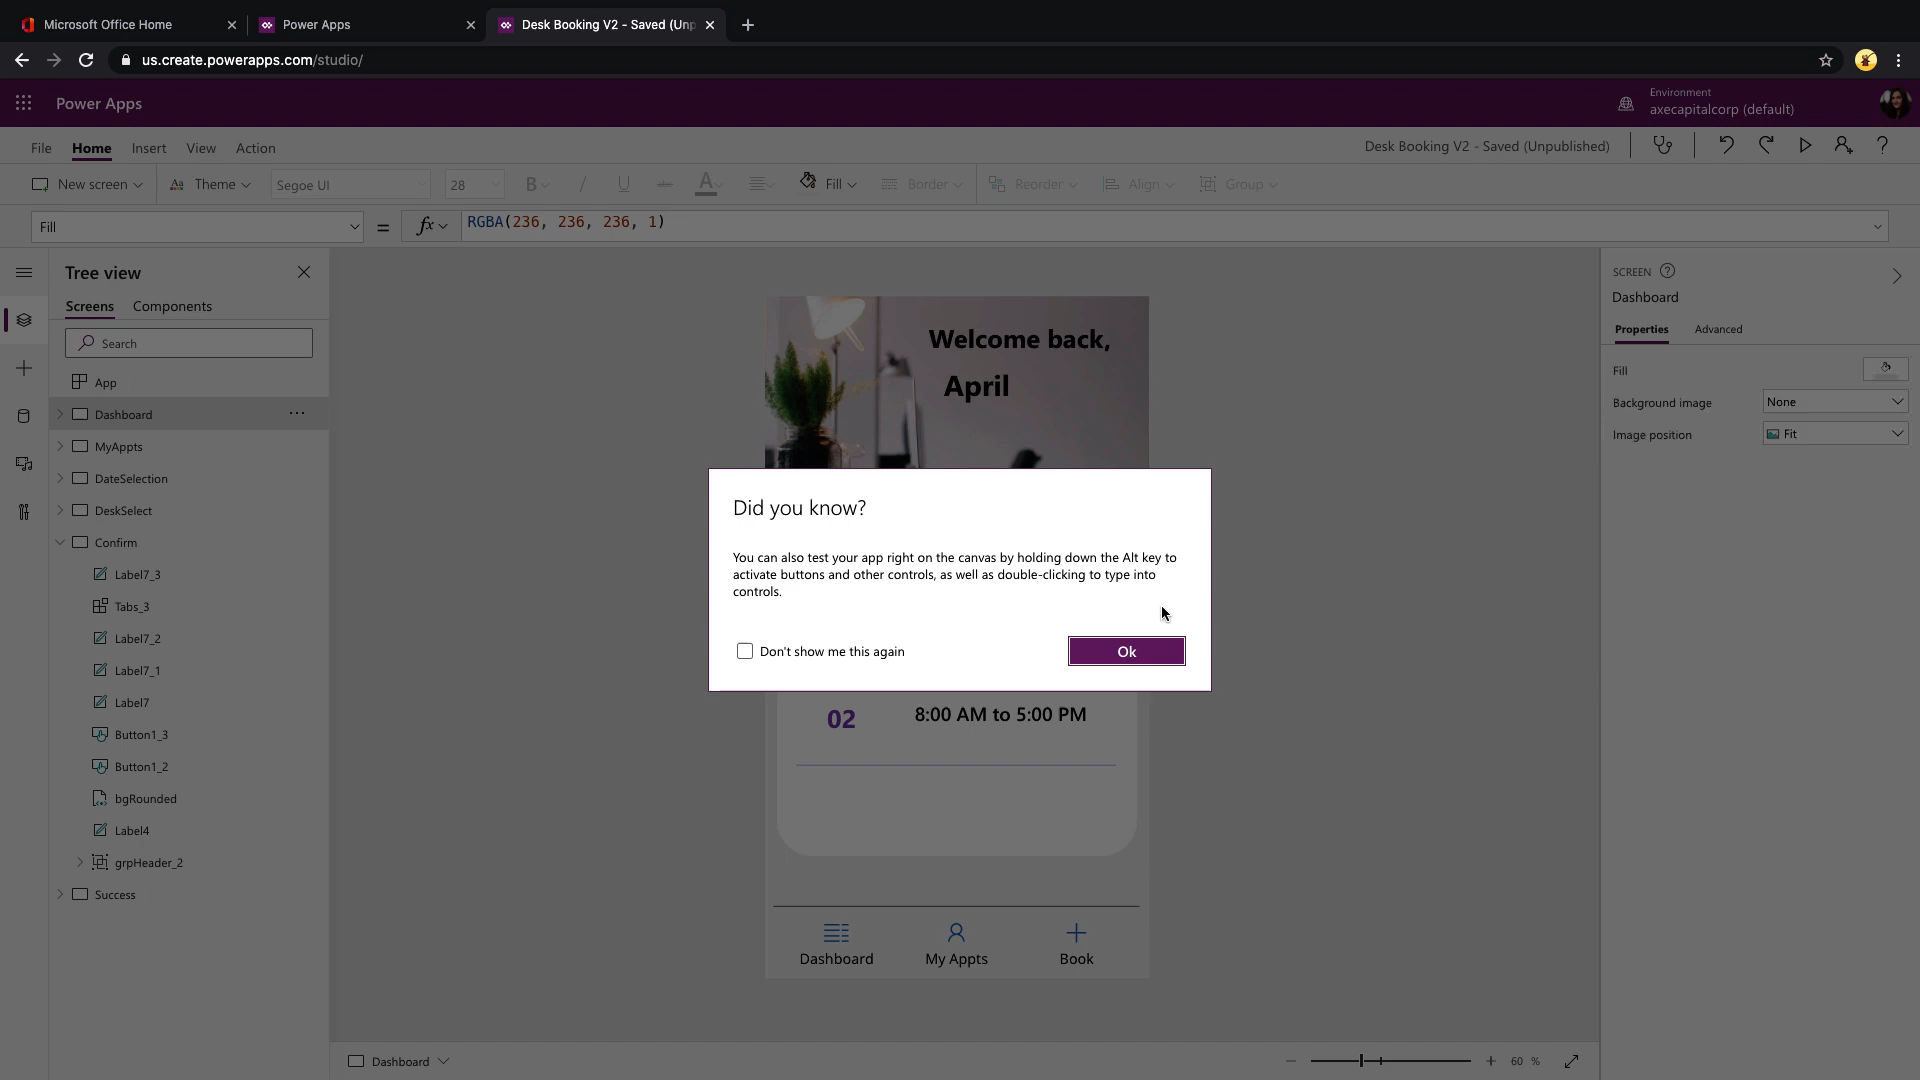 Microsoft Office Home
Power Apps
Desk Booking V2 - Saved (Unp
us.create.powerapps.com/studio/
Power Apps
Environment
axecapitalcorp (default)
File Home Insert View Action
Desk Booking V2 - Saved (Unpublished)
New screen Theme Segoe UI 28 B I U abc A Fill Border Reorder Align Group
Fill = fx RGBA(236, 236, 236, 1)
Tree view
Screens Components
Search
App
Dashboard
MyAppts
DateSelection
DeskSelect
Confirm
Label7_3
Tabs_3
Label7_2
Label7_1
Label7
Button1_3
Button1_2
bgRounded
Label4
grpHeader_2
Success
Welcome back,
April
Did you know?
You can also test your app right on the canvas by holding down the Alt key to
activate buttons and other controls, as well as double-clicking to type into
controls.
Don't show me this again
Ok
02 8:00 AM to 5:00 PM
Dashboard My Appts Book
SCREEN
Dashboard
Properties Advanced
Fill
Background image None
Image position Fit
Dashboard
60 %